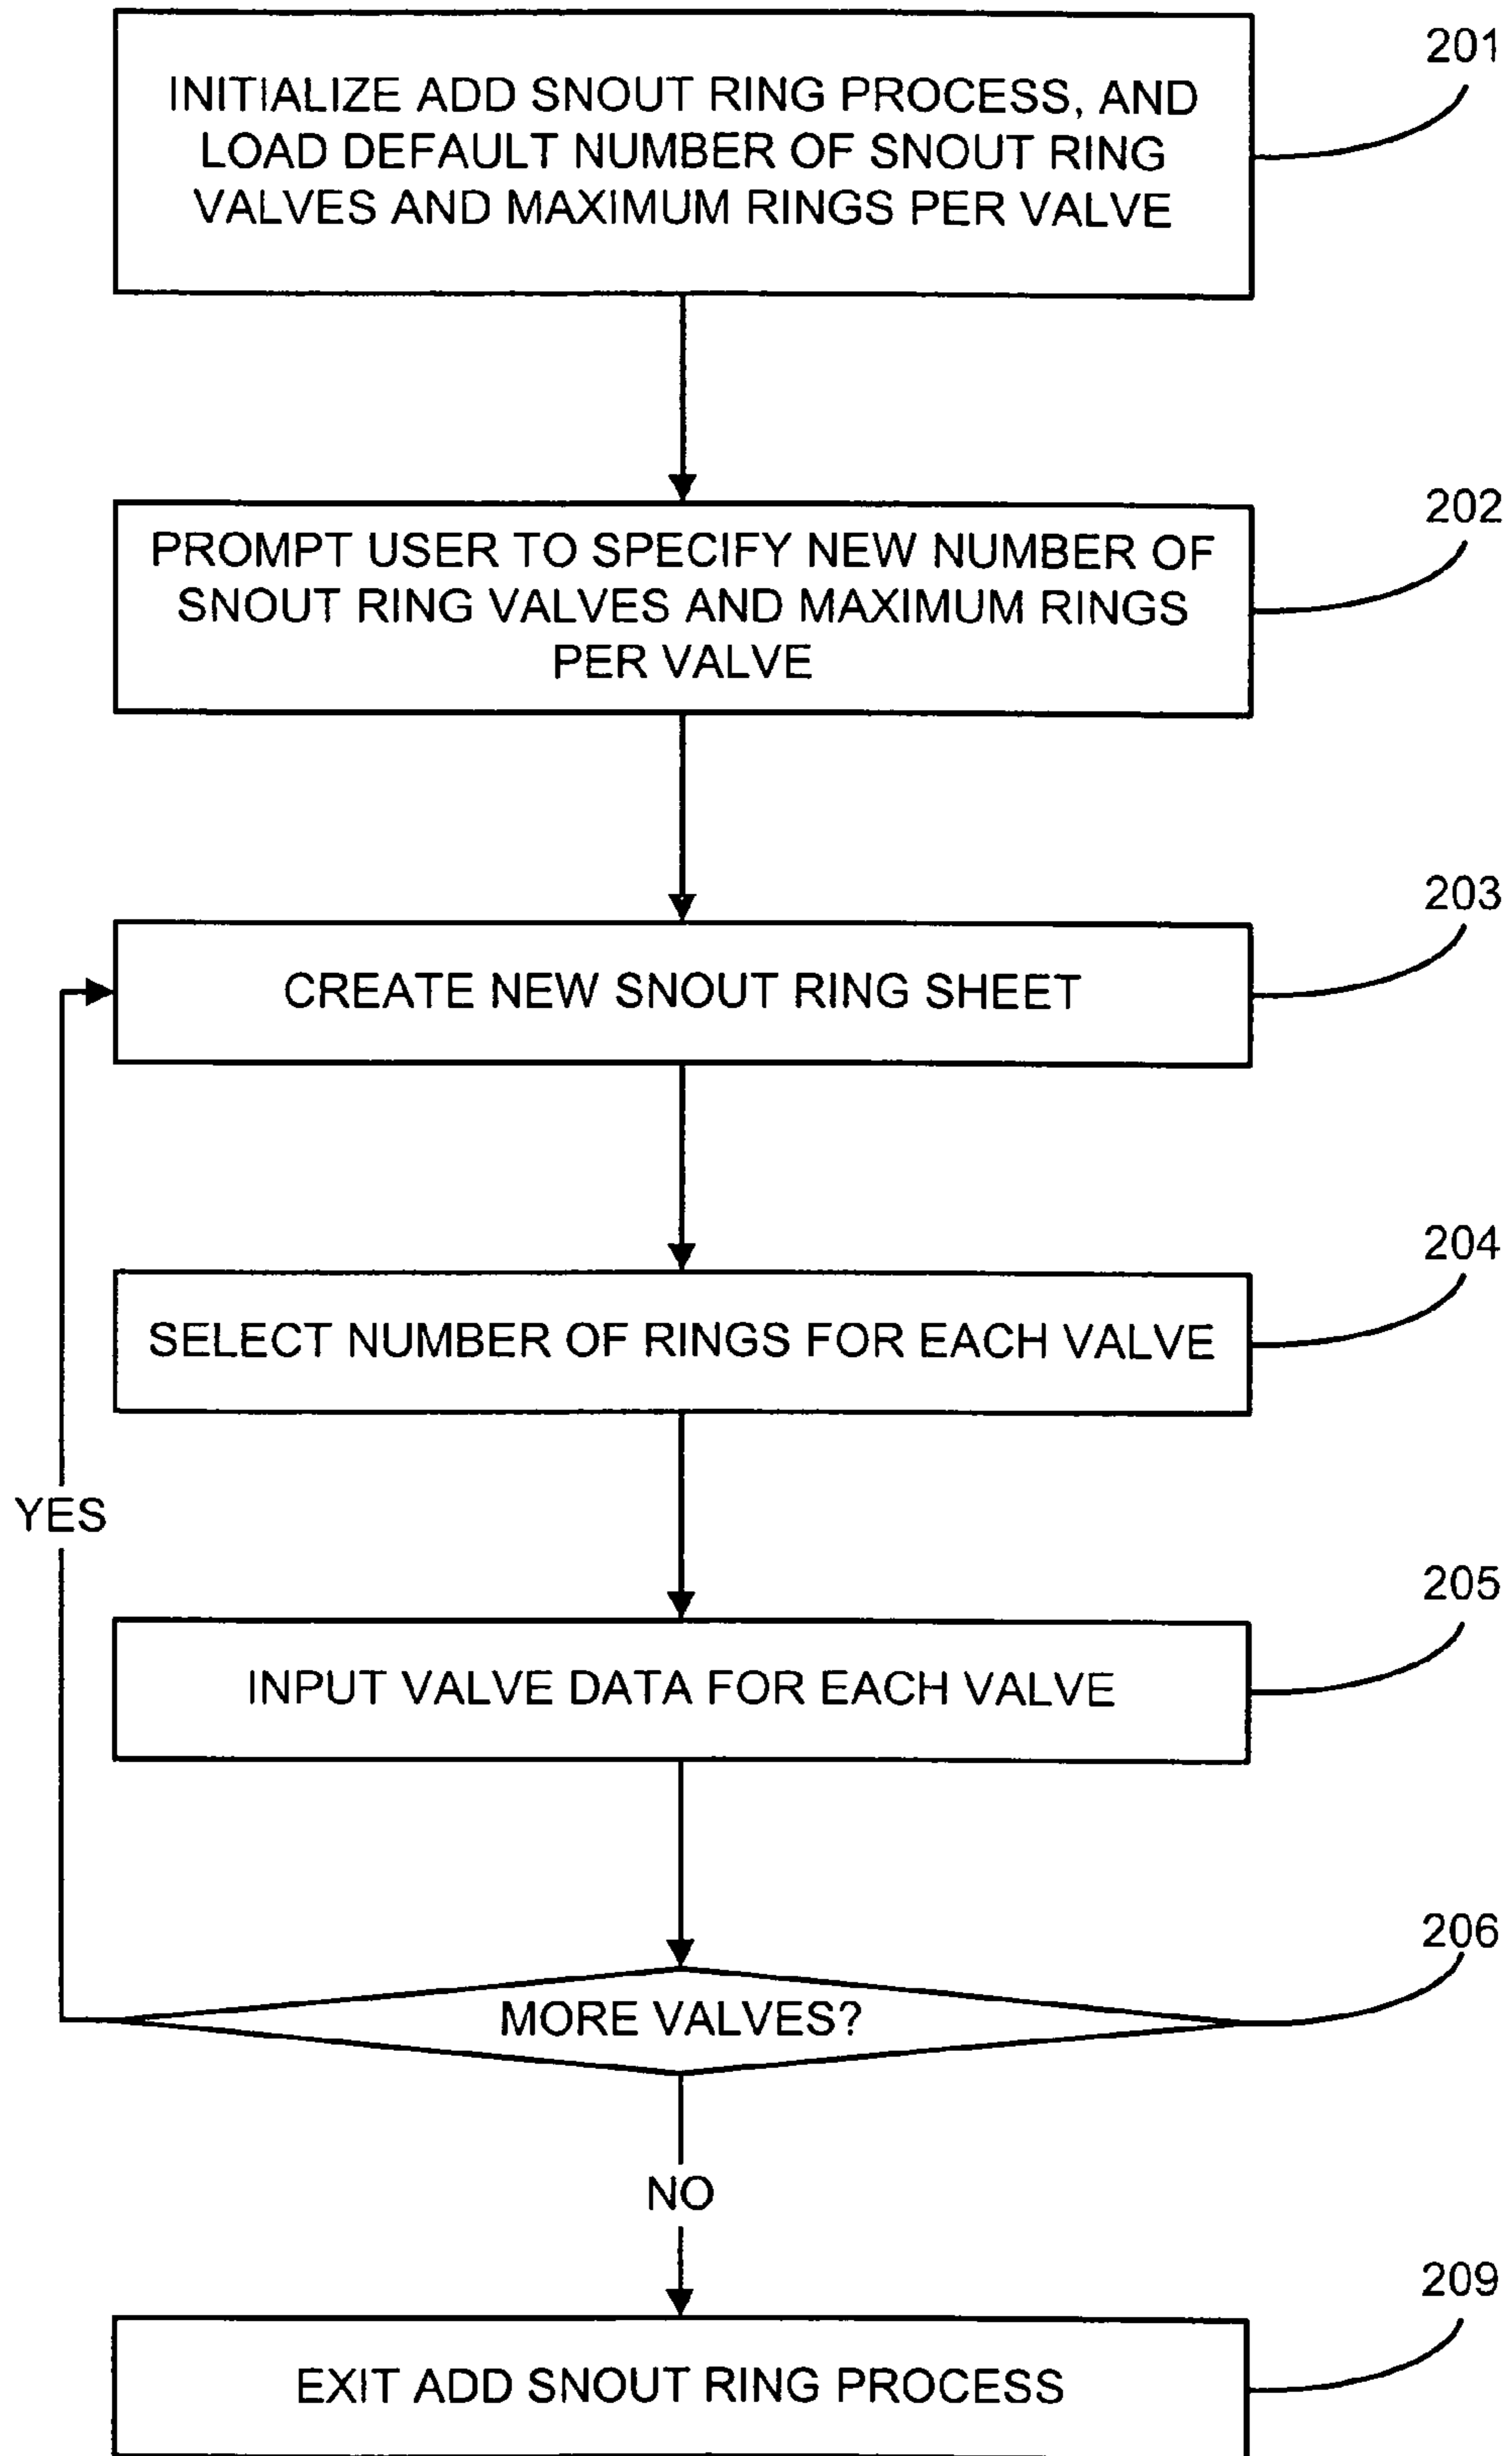 201
INITIALIZE ADD SNOUT RING PROCESS, AND
LOAD DEFAULT NUMBER OF SNOUT RING
VALVES AND MAXIMUM RINGS PER VALVE
202
PROMPT USER TO SPECIFY NEW NUMBER OF
SNOUT RING VALVES AND MAXIMUM RINGS
PER VALVE
203
CREATE NEW SNOUT RING SHEET
204
SELECT NUMBER OF RINGS FOR EACH VALVE
YES
205
INPUT VALVE DATA FOR EACH VALVE
206
MORE VALVES?
NO
209
EXIT ADD SNOUT RING PROCESS